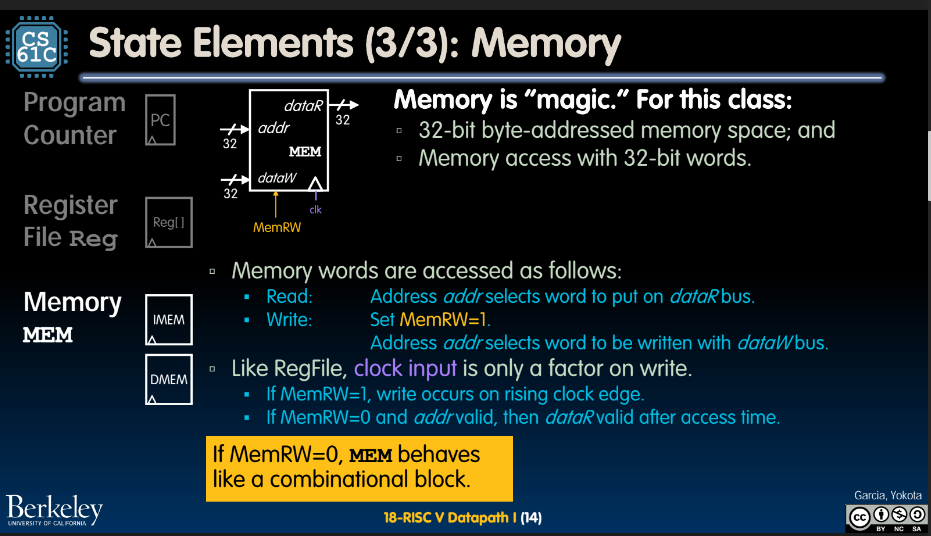 CS
61C
State Elements (3/3): Memory
Program
Counter
PC
Register
File Reg
Reg[]
Memory
MEM
IMEM
DMEM
dataR
32
addr
32
MEM
dataW
32
clk
MemRW
Memory is “magic.” For this class:
▫ 32-bit byte-addressed memory space; and
▫ Memory access with 32-bit words.
▫ Memory words are accessed as follows:
▪ Read: Address addr selects word to put on dataR bus.
▪ Write: Set MemRW=1.
Address addr selects word to be written with dataW bus.
▫ Like RegFile, clock input is only a factor on write.
▪ If MemRW=1, write occurs on rising clock edge.
▪ If MemRW=0 and addr valid, then dataR valid after access time.
If MemRW=0, MEM behaves
like a combinational block.
Berkeley
UNIVERSITY OF CALIFORNIA
18-RISC V Datapath I (14)
Garcia, Yokota
cc
BY NC SA